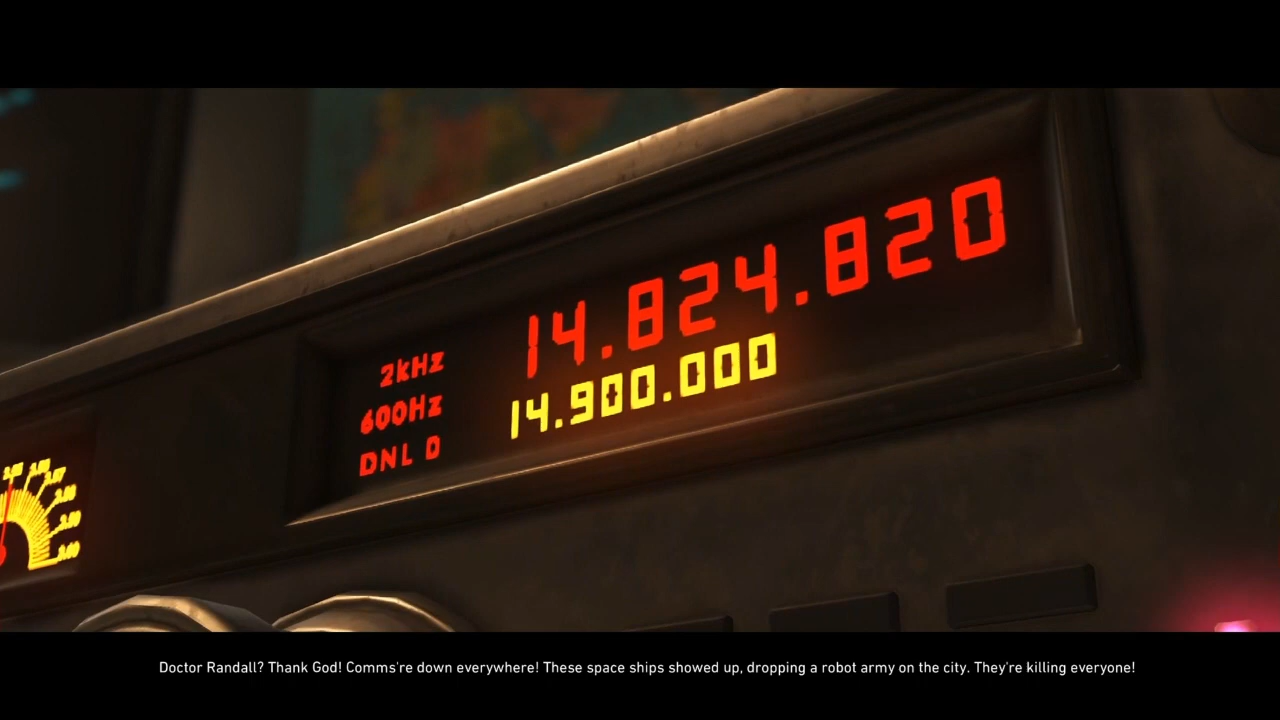 14.824.820
2kHz
14.900.000
600Hz
DNL D
Doctor Randall? Thank God! Comms're down everywhere! These space ships showed up, dropping a robot army on the city. They're killing everyone!